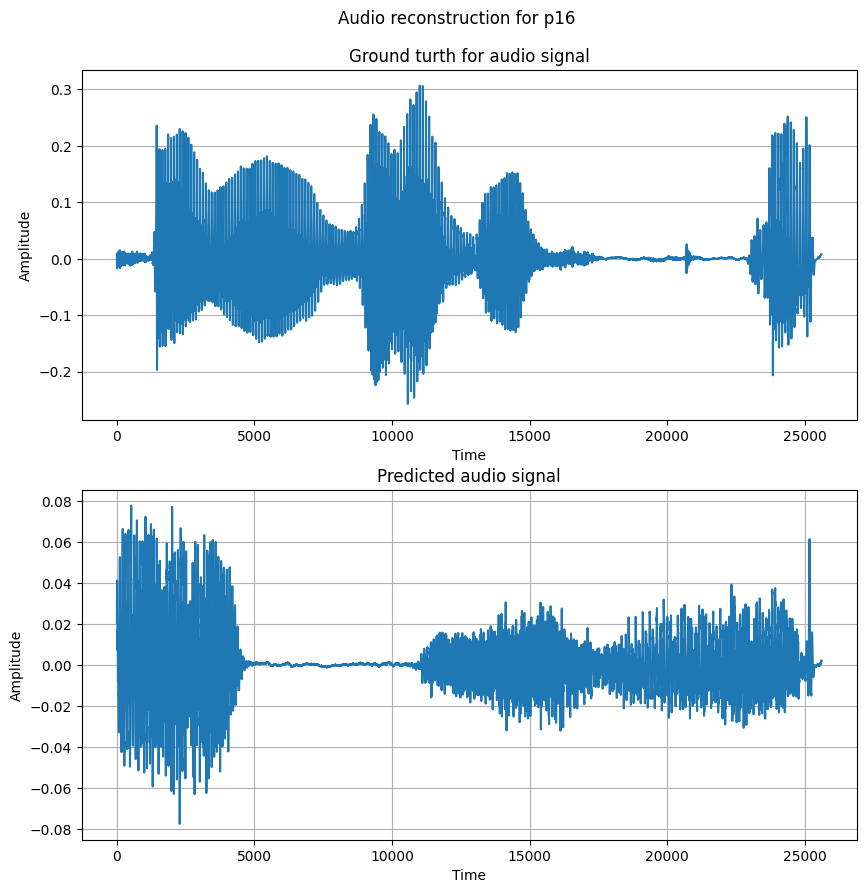 Audio reconstruction for p16
Ground turth for audio signal
0.3
0.2
0.1
0.0
−0.1
−0.2
Amplitude
0 5000 10000 15000 20000 25000
Time
Predicted audio signal
0.08
0.06
0.04
0.02
0.00
−0.02
−0.04
−0.06
−0.08
Amplitude
0 5000 10000 15000 20000 25000
Time